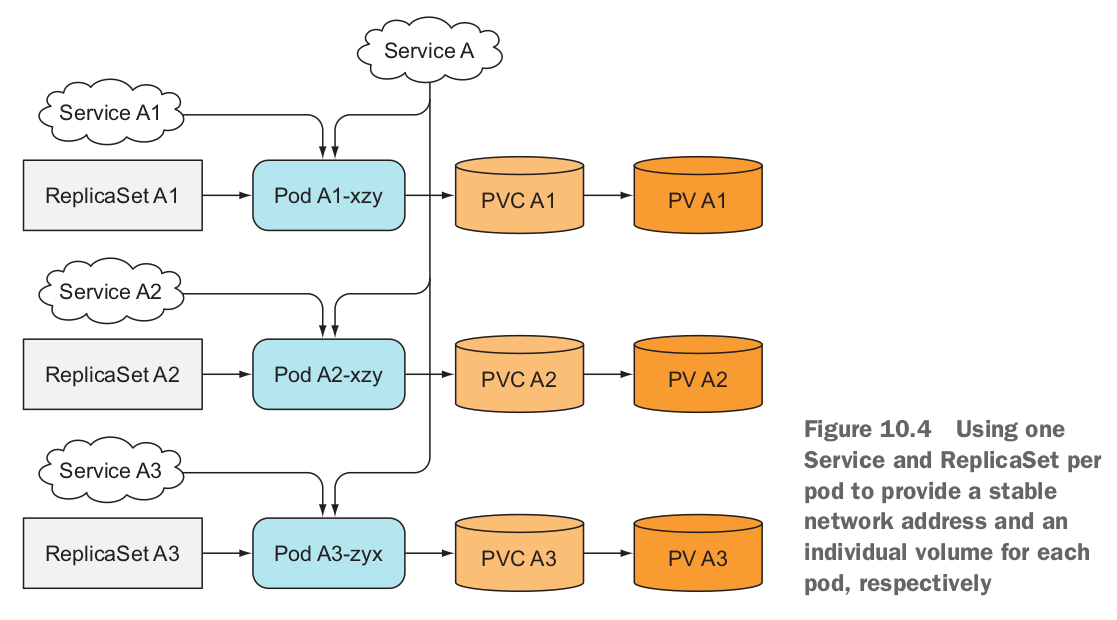 Service A
Service A1
ReplicaSet A1
Pod A1-xzy
PVC A1
PV A1
Service A2
ReplicaSet A2
Pod A2-xzy
PVC A2
PV A2
Service A3
ReplicaSet A3
Pod A3-zyx
PVC A3
PV A3
Figure 10.4 Using one
Service and ReplicaSet per
pod to provide a stable
network address and an
individual volume for each
pod, respectively